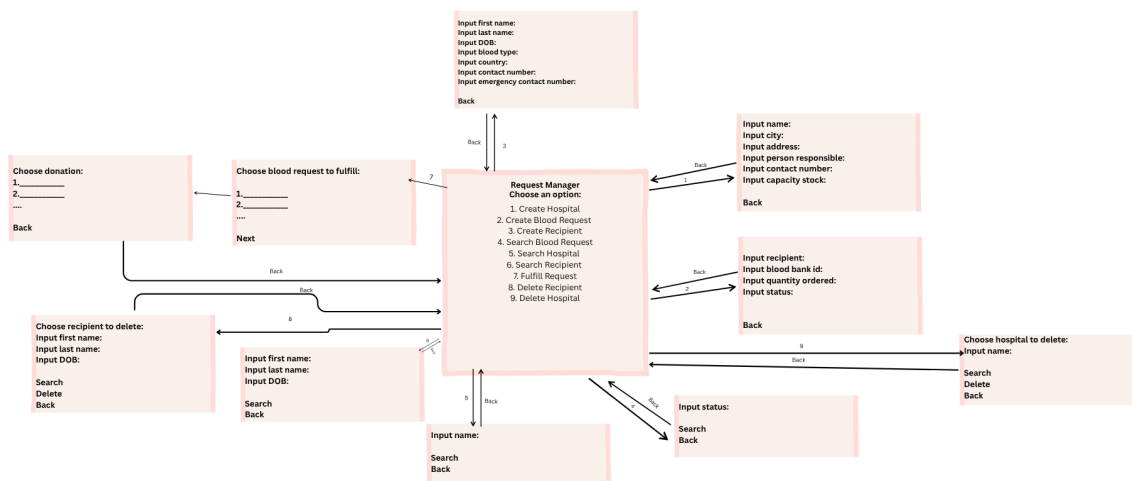 Input first name:
Input last name:
Input DOB:
Input blood type:
Input country:
Input contact number:
Input emergency contact number:
Back
Back
3
Input name:
Input city:
Input address:
Input person responsible:
Input contact number:
Input capacity stock:
Back
Back
1
Choose donation:
1.__________
2.__________
....
Back
Choose blood request to fulfill:
1.__________
2.__________
....
Next
7
Request Manager
Choose an option:
1. Create Hospital
2. Create Blood Request
3. Create Recipient
4. Search Blood Request
5. Search Hospital
6. Search Recipient
7. Fulfill Request
8. Delete Recipient
9. Delete Hospital
Input recipient:
Input blood bank id:
Input quantity ordered:
Input status:
Back
Back
2
Back
Back
8
Choose recipient to delete:
Input first name:
Input last name:
Input DOB:
Search
Delete
Back
Input first name:
Input last name:
Input DOB:
Search
Back
9
Back
Choose hospital to delete:
Input name:
Search
Delete
Back
5
Back
Input name:
Search
Back
4
Back
Input status:
Search
Back